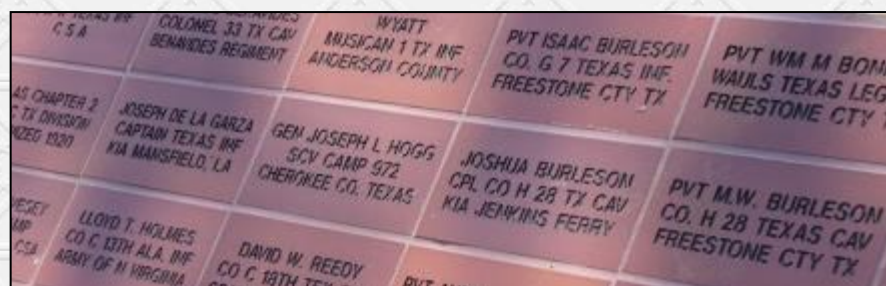 TEXAS INF
C S A
COLONEL 33 TX CAV
BENAVIDES REGIMENT
WYATT
MUSICAN 1 TX INF
ANDERSON COUNTY
PVT ISAAC BURLESON
CO. G 7 TEXAS INF.
FREESTONE CTY TX
PVT WM M
WAULS TEXAS
FREESTONE CTY
CHAPTER 2
TX DIVISION
1920
JOSEPH DE LA GARZA
CAPTAIN TEXAS INF
KIA MANSFIELD, LA
GEN JOSEPH L HOGG
SCV CAMP 972
CHEROKEE CO. TEXAS
JOSHUA BURLESON
CPL CO H 28 TX CAV
KIA JENKINS FERRY
PVT M.W. BURLESON
CO. H 28 TEXAS CAV
FREESTONE CTY TX
CSA
LLOYD T. HOLMES
CO C 13TH ALA. INF
ARMY OF N VIRGINIA
DAVID W. REEDY
CO C 18TH
PVT